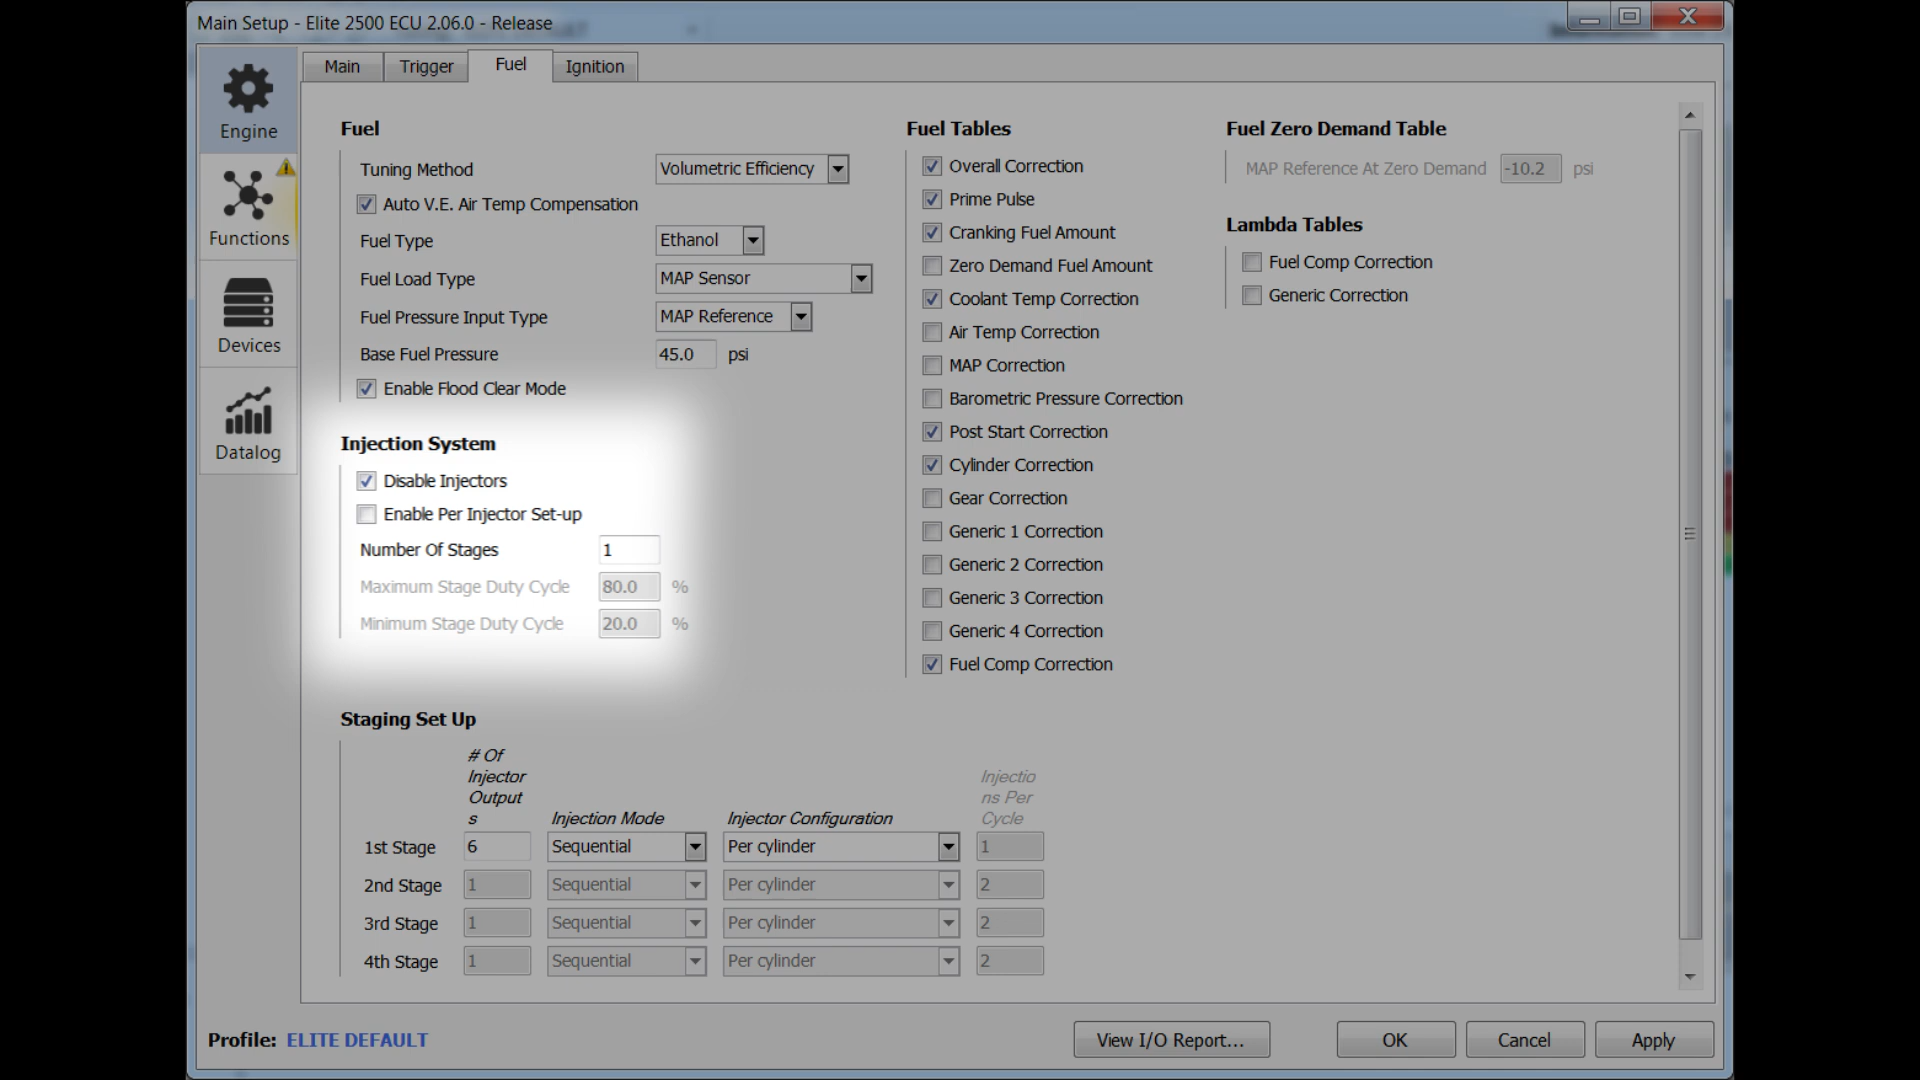 Main Setup - Elite 2500 ECU 2.06.0 - Release
Main
Trigger
Fuel
Ignition
Engine
Functions
Devices
Datalog
Fuel
Tuning Method
Volumetric Efficiency
Auto V.E. Air Temp Compensation
Fuel Type
Ethanol
Fuel Load Type
MAP Sensor
Fuel Pressure Input Type
MAP Reference
Base Fuel Pressure
45.0 psi
Enable Flood Clear Mode
Injection System
Disable Injectors
Enable Per Injector Set-up
Number Of Stages
1
Maximum Stage Duty Cycle
80.0 %
Minimum Stage Duty Cycle
20.0 %
Fuel Tables
Overall Correction
Prime Pulse
Cranking Fuel Amount
Zero Demand Fuel Amount
Coolant Temp Correction
Air Temp Correction
MAP Correction
Barometric Pressure Correction
Post Start Correction
Cylinder Correction
Gear Correction
Generic 1 Correction
Generic 2 Correction
Generic 3 Correction
Generic 4 Correction
Fuel Comp Correction
Fuel Zero Demand Table
MAP Reference At Zero Demand -10.2 psi
Lambda Tables
Fuel Comp Correction
Generic Correction
Staging Set Up
# Of
Injector
Output
s
Injection Mode
Injector Configuration
Injectio
ns Per
Cycle
1st Stage 6 Sequential Per cylinder 1
2nd Stage 1 Sequential Per cylinder 2
3rd Stage 1 Sequential Per cylinder 2
4th Stage 1 Sequential Per cylinder 2
Profile: ELITE DEFAULT
View I/O Report...
OK
Cancel
Apply